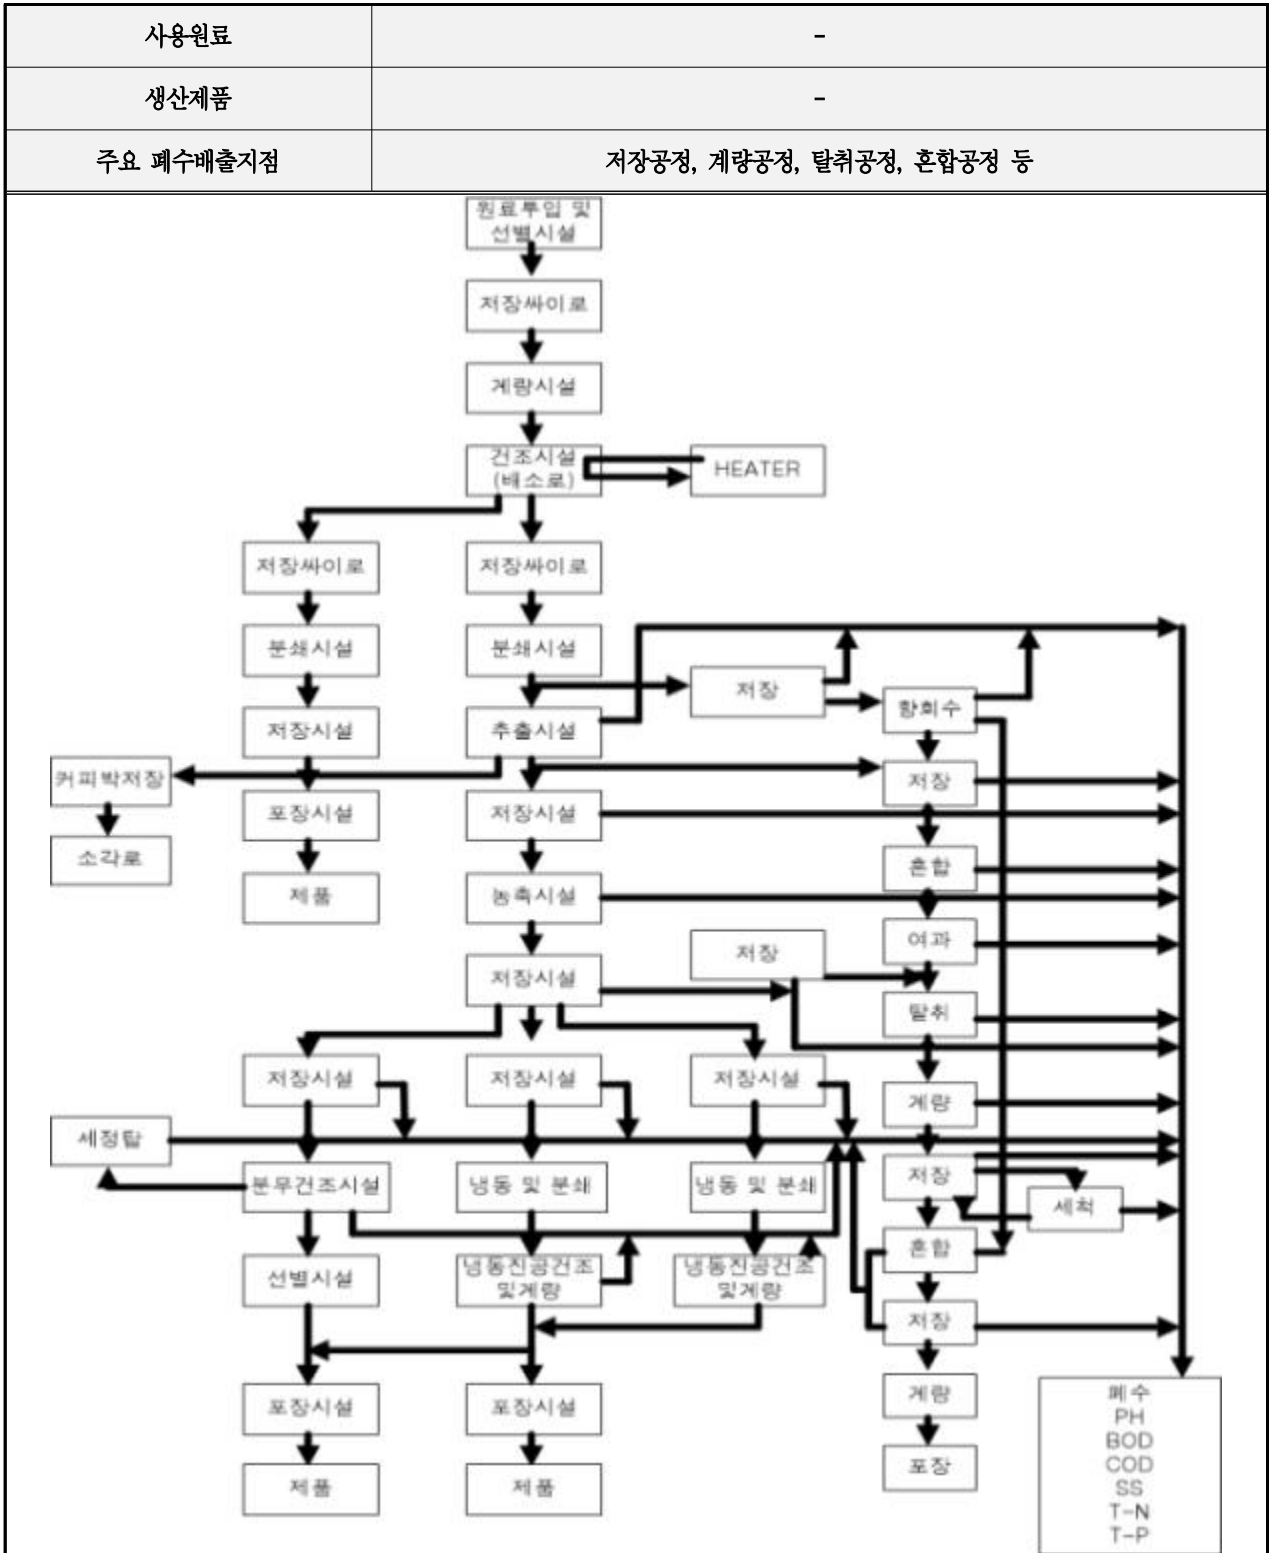 사용원료
-
생산제품
-
주요 폐수배출지점
저장공정, 계량공정, 탈취공정, 혼합공정 등
원료투입 및
선별시설
저장싸이로
계량시설
건조시설
(배소로)
HEATER
저장싸이로
저장싸이로
분쇄시설
분쇄시설
저장
향회수
저장시설
추출시설
커피박저장
저장
포장시설
저장시설
소각로
혼합
제품
농축시설
여과
저장
저장시설
탈취
저장시설
저장시설
저장시설
계량
세정탑
저장
분무건조시설
냉동 및 분쇄
냉동 및 분쇄
세척
혼합
선별시설
냉동진공건조
및계량
냉동진공건조
및계량
저장
포장시설
포장시설
계량
제품
제품
포장
폐수
PH
BOD
COD
SS
T-N
T-P